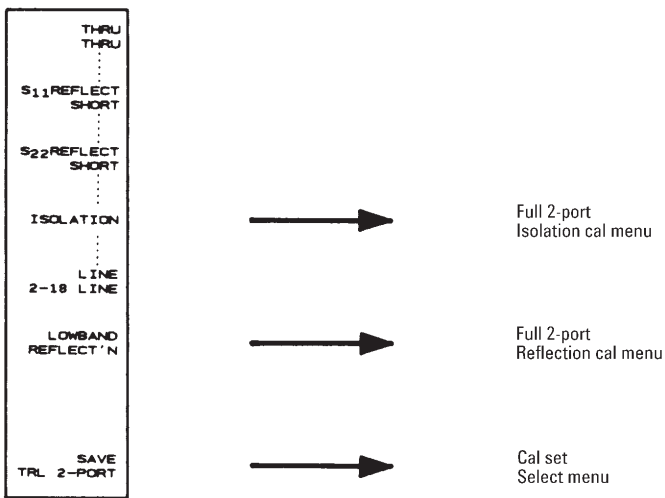 THRU
THRU
S11REFLECT
SHORT
S22REFLECT
SHORT
ISOLATION
Full 2-port
Isolation cal menu
LINE
2-18 LINE
LOWBAND
REFLECT'N
Full 2-port
Reflection cal menu
SAVE
TRL 2-PORT
Cal set
Select menu